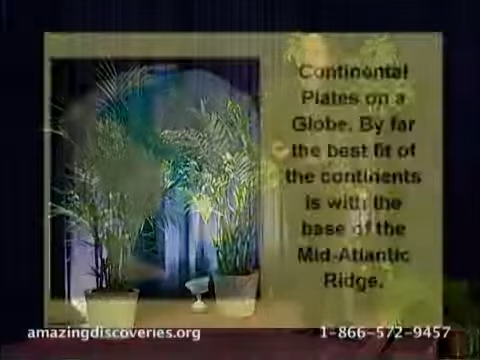 Continental
Plates on a
Globe. By far
the best fit of
the continents
is with the
base of the
Mid-Atlantic
Ridge.
amazingdiscoveries.org
1-866-572-9457